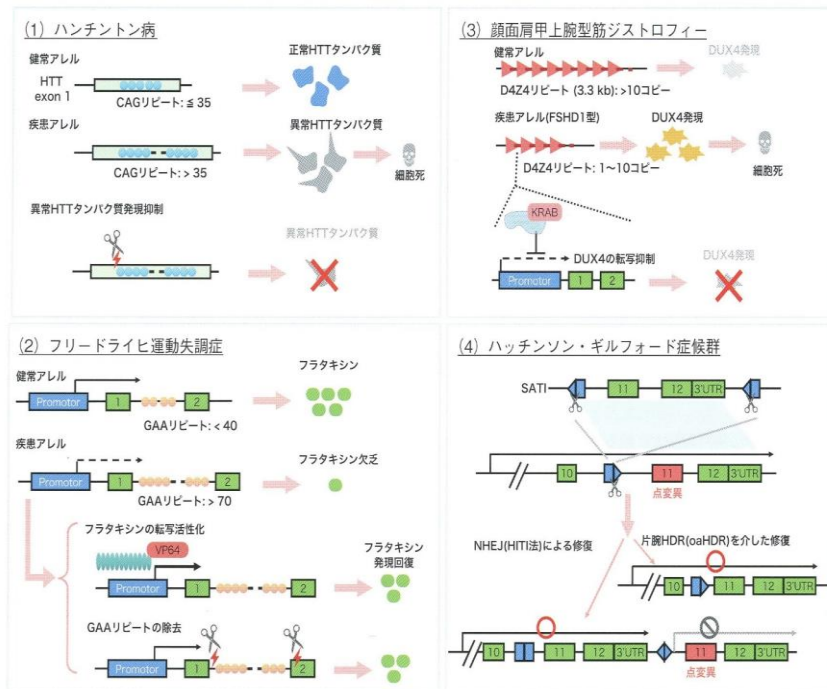 (1) ハンチントン病
健常アレル
HTT
exon 1
CAGリピート: ≦ 35
正常HTTタンパク質
疾患アレル
CAGリピート: > 35
異常HTTタンパク質
細胞死
異常HTTタンパク質発現抑制
異常HTTタンパク質
(2) フリードライヒ運動失調症
健常アレル
Promotor
1
2
GAAリピート: < 40
フラタキシン
疾患アレル
Promotor
1
2
GAAリピート: > 70
フラタキシン欠乏
フラタキシンの転写活性化
VP64
Promotor
1
2
フラタキシン
発現回復
GAAリピートの除去
Promotor
1
2
(3) 顔面肩甲上腕型筋ジストロフィー
健常アレル
D4Z4リピート (3.3 kb): >10コピー
DUX4発現
疾患アレル(FSHD1型)
D4Z4リピート: 1〜10コピー
DUX4発現
細胞死
KRAB
DUX4の転写抑制
Promotor
1
2
DUX4発現
(4) ハッチンソン・ギルフォード症候群
SATI
11
12
3'UTR
10
11
12
3'UTR
点変異
NHEJ(HITI法)による修復
片腕HDR(oaHDR)を介した修復
10
11
12
3'UTR
10
11
12
3'UTR
11
12
3'UTR
点変異